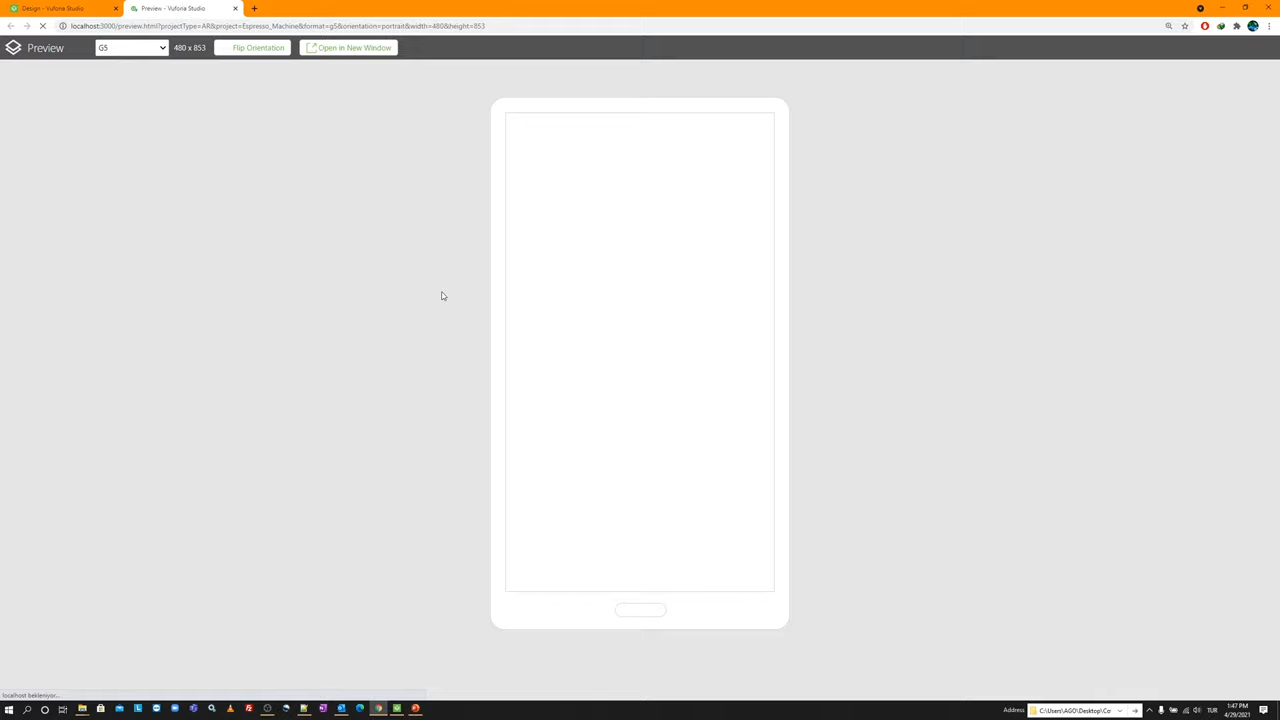 Design - Vuforia Studio
Preview - Vuforia Studio
localhost:3000/preview.html?projectType=AR&project=Espresso_Machine&format=g5&orientation=portrait&width=480&height=853
Preview
G5
480 x 853
Flip Orientation
Open in New Window
localhost bekleniyor...
Address
C:\Users\AGO\Desktop\Co
TUR
1:47 PM
4/29/2021